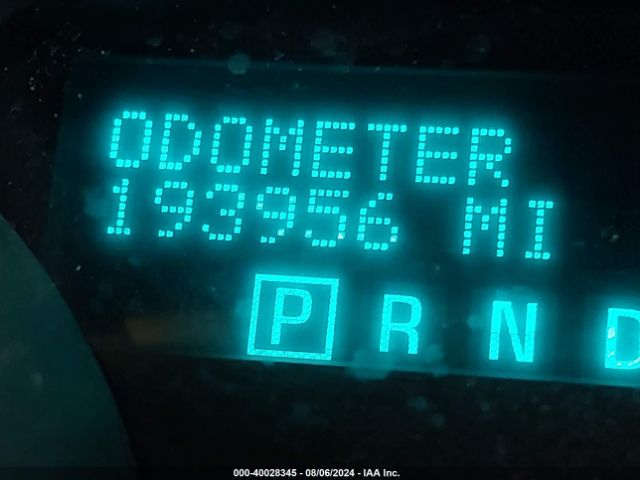 ODOMETER
193956 MI
P R N D
000-40028345 - 08/06/2024 - IAA Inc.